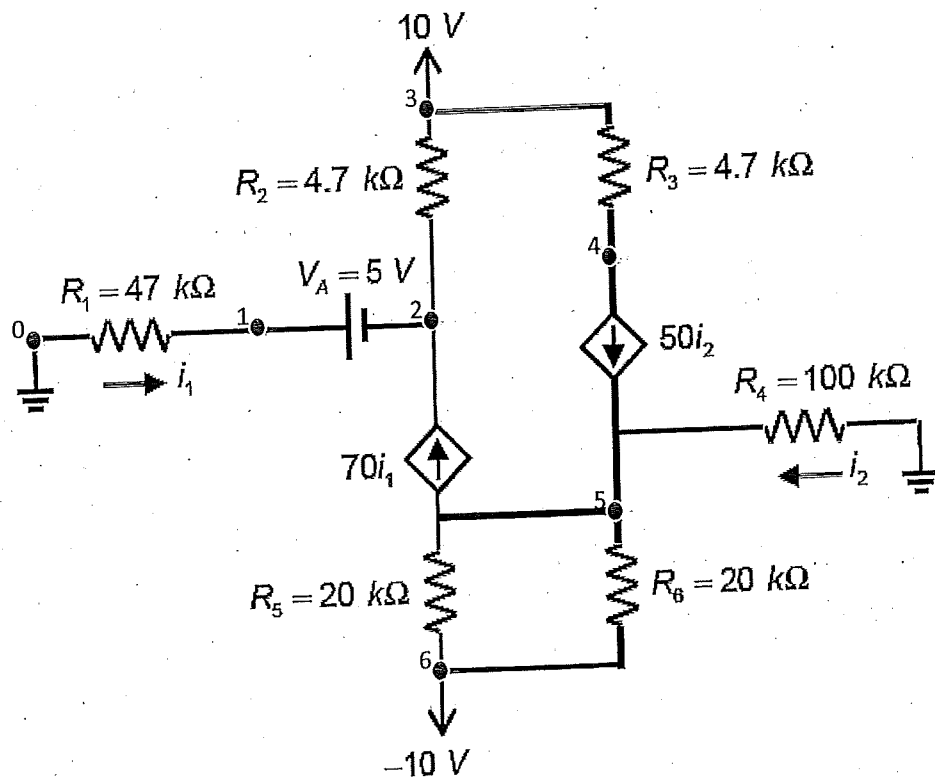 10 V
3
R₂ = 4.7 kΩ
R₃ = 4.7 kΩ
4
V_A = 5 V
R₁ = 47 kΩ
0
1
2
50i₂
i₁
R₄ = 100 kΩ
70i₁
i₂
5
R₅ = 20 kΩ
R₆ = 20 kΩ
6
–10 V